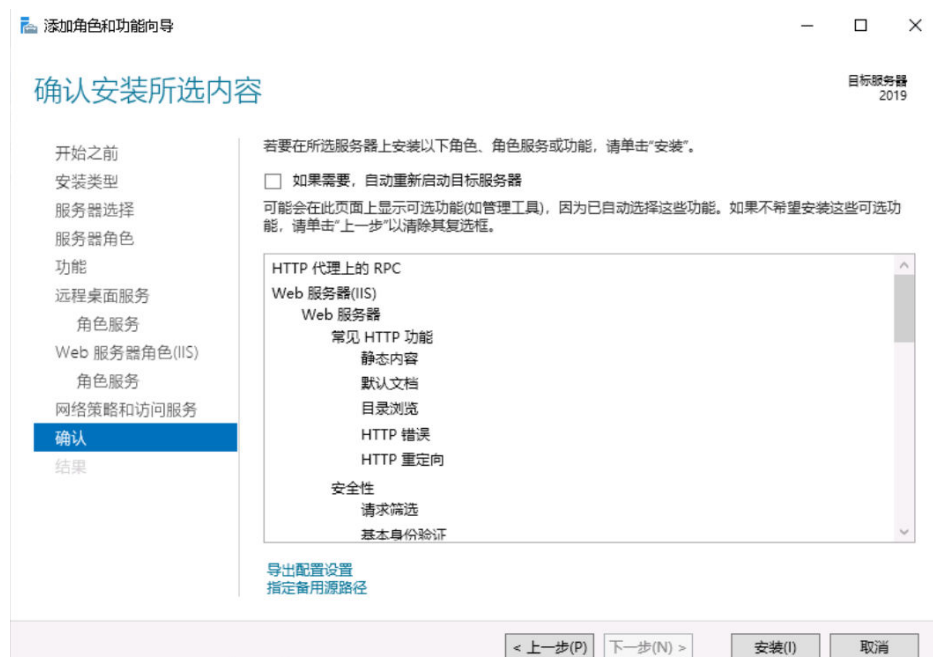 添加角色和功能向导
确认安装所选内容
目标服务器
2019
开始之前
安装类型
服务器选择
服务器角色
功能
远程桌面服务
角色服务
Web 服务器角色(IIS)
角色服务
网络策略和访问服务
确认
结果
若要在所选服务器上安装以下角色、角色服务或功能，请单击"安装"。
如果需要，自动重新启动目标服务器
可能会在此页面上显示可选功能(如管理工具)，因为已自动选择这些功能。如果不希望安装这些可选功
能，请单击"上一步"以清除其复选框。
HTTP 代理上的 RPC
Web 服务器(IIS)
Web 服务器
常见 HTTP 功能
静态内容
默认文档
目录浏览
HTTP 错误
HTTP 重定向
安全性
请求筛选
基本身份验证
导出配置设置
指定备用源路径
< 上一步(P)
下一步(N) >
安装(I)
取消